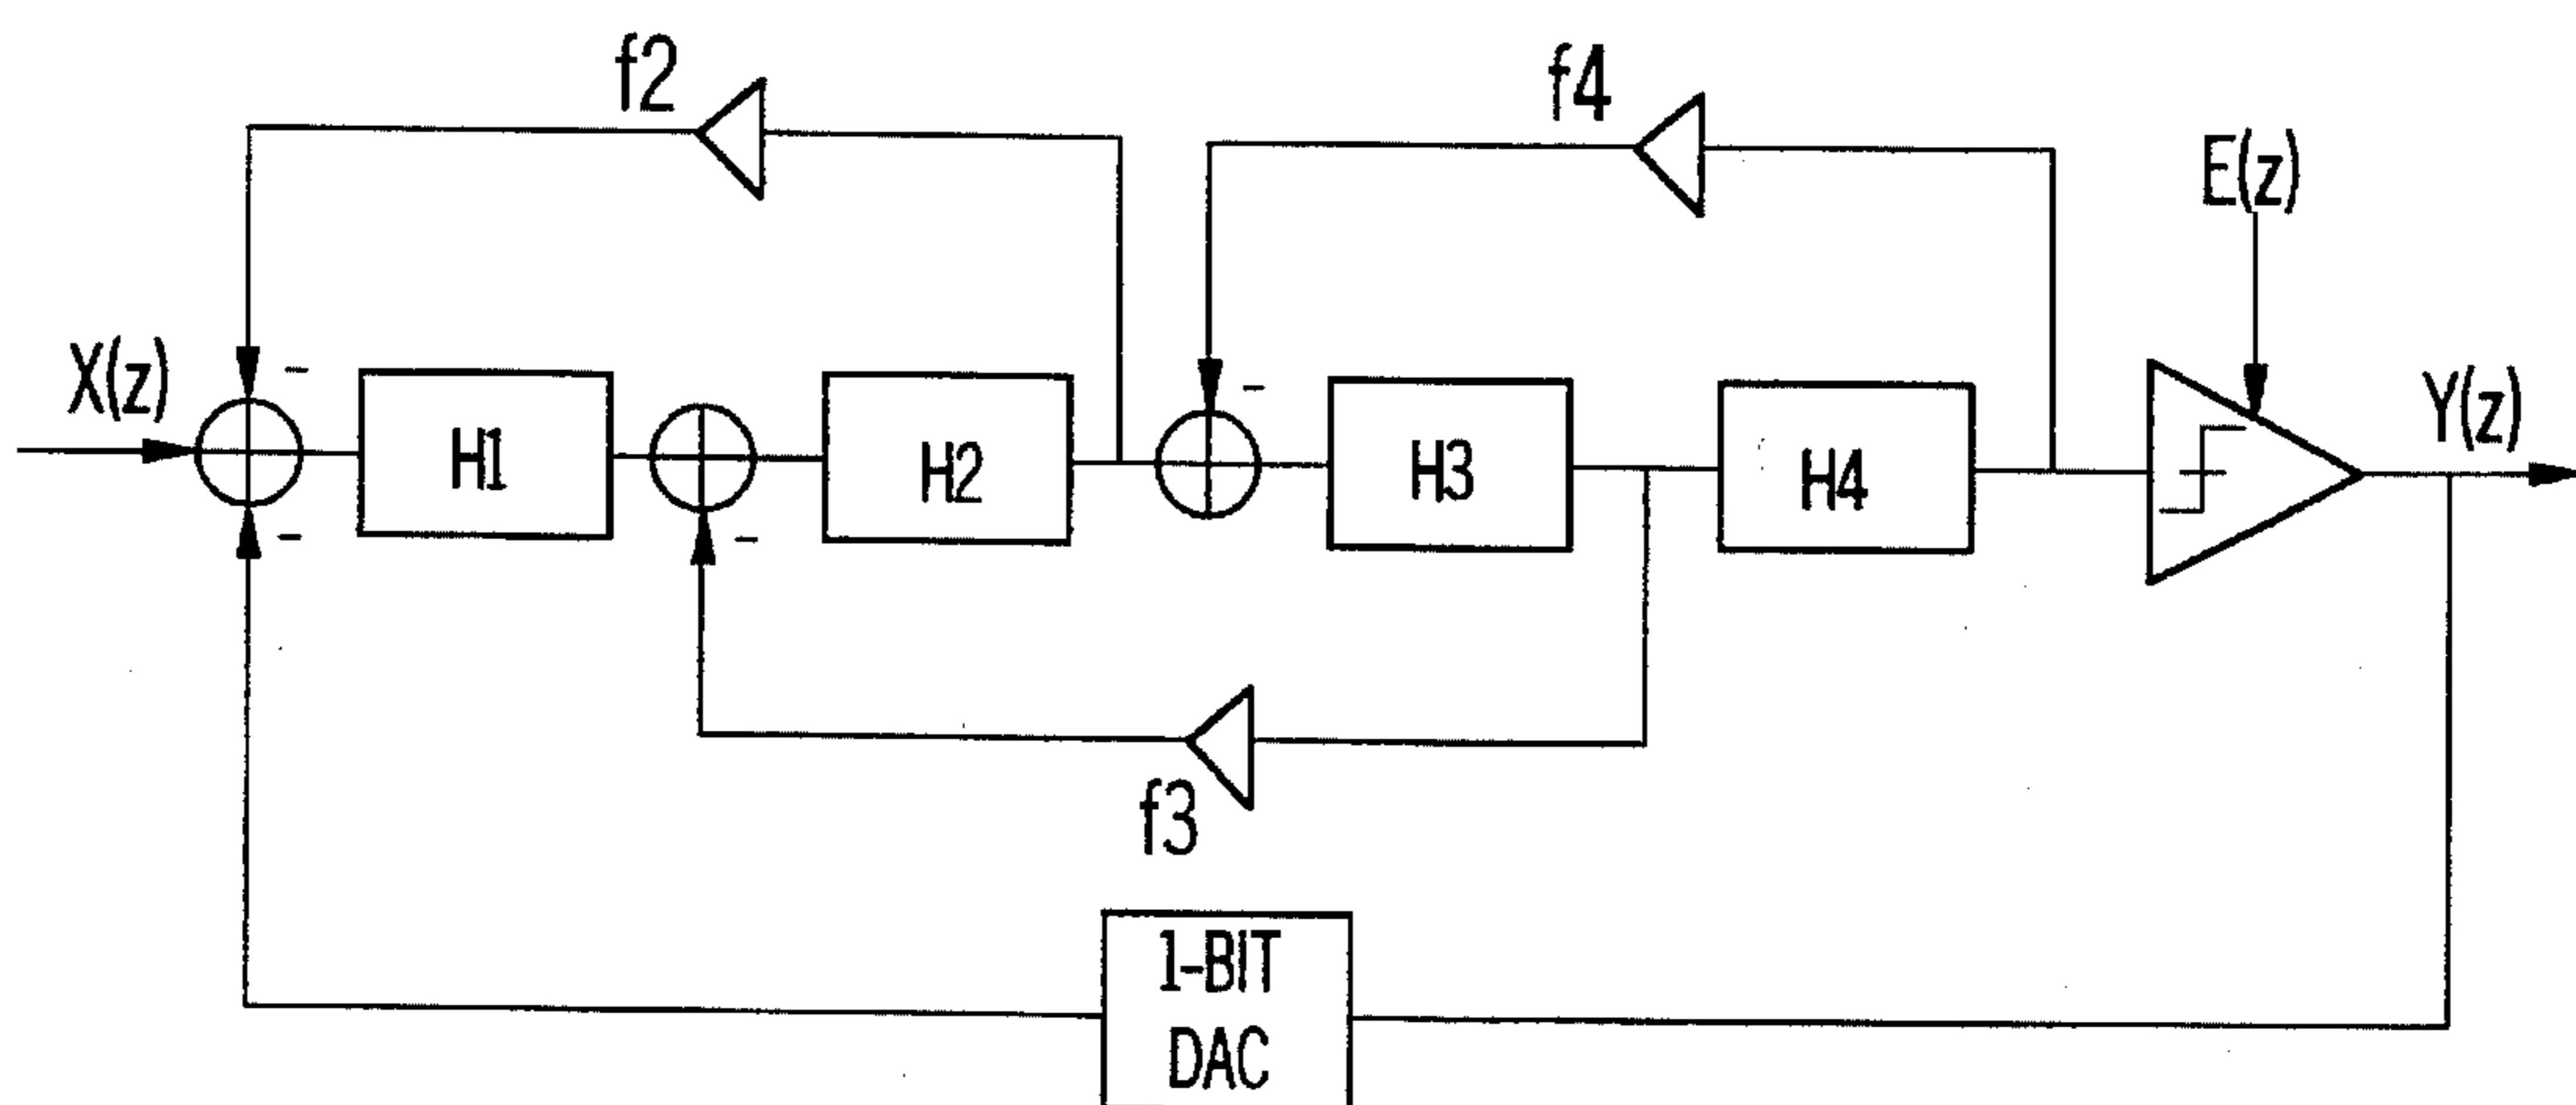 f2
f4
E(z)
X(z)
H1
H2
H3
H4
Y(z)
f3
1-BIT
DAC